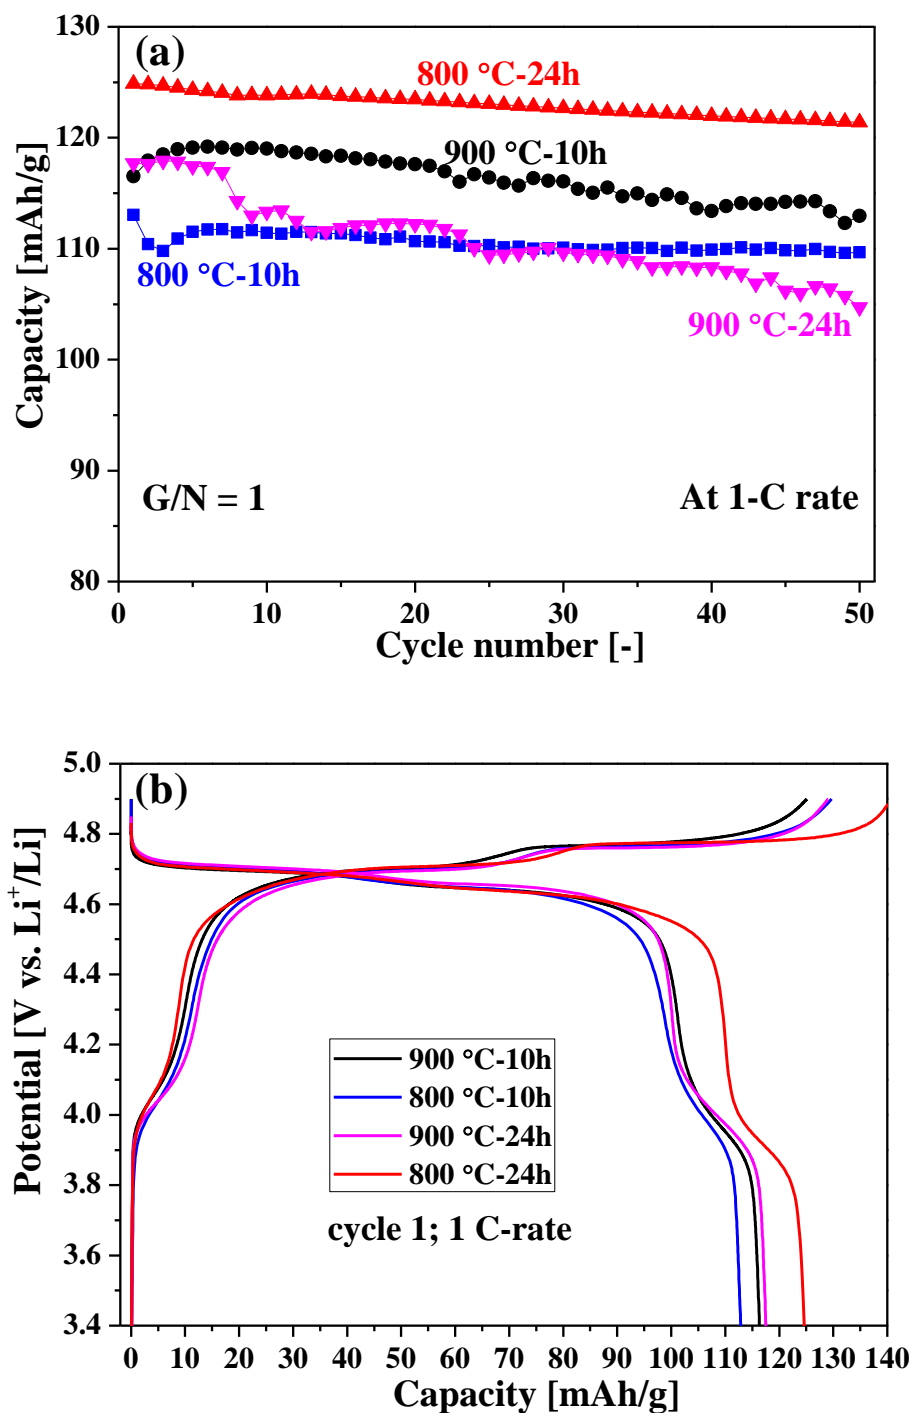 130
(a)
800 °C-24h
120
900 °C-10h
110
800 °C-10h
900 °C-24h
100
90
G/N = 1
At 1-C rate
80
0 10 20 30 40 50
Cycle number [-]
Capacity [mAh/g]
5.0
(b)
4.8
4.6
4.4
4.2
4.0
3.8
3.6
3.4
900 °C-10h
800 °C-10h
900 °C-24h
800 °C-24h
cycle 1; 1 C-rate
0 10 20 30 40 50 60 70 80 90 100 110 120 130 140
Capacity [mAh/g]
Potential [V vs. Li⁺/Li]